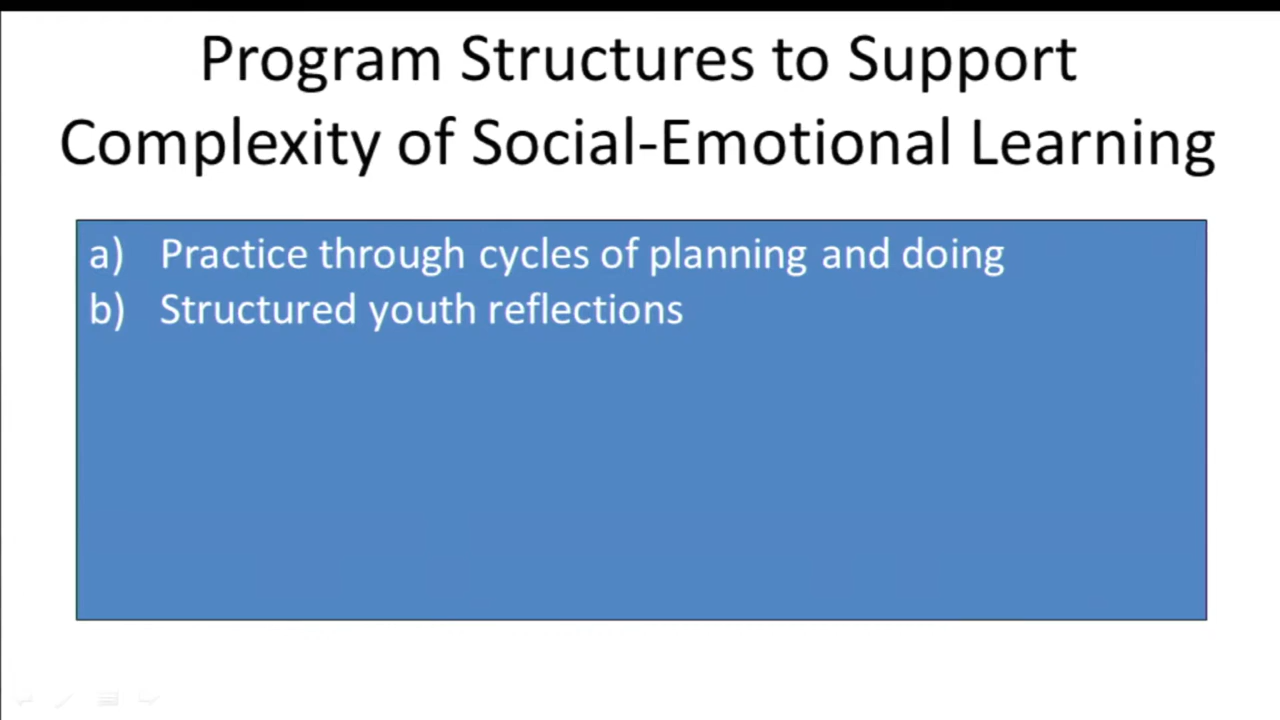 Program Structures to Support
Complexity of Social-Emotional Learning
a) Practice through cycles of planning and doing
b) Structured youth reflections